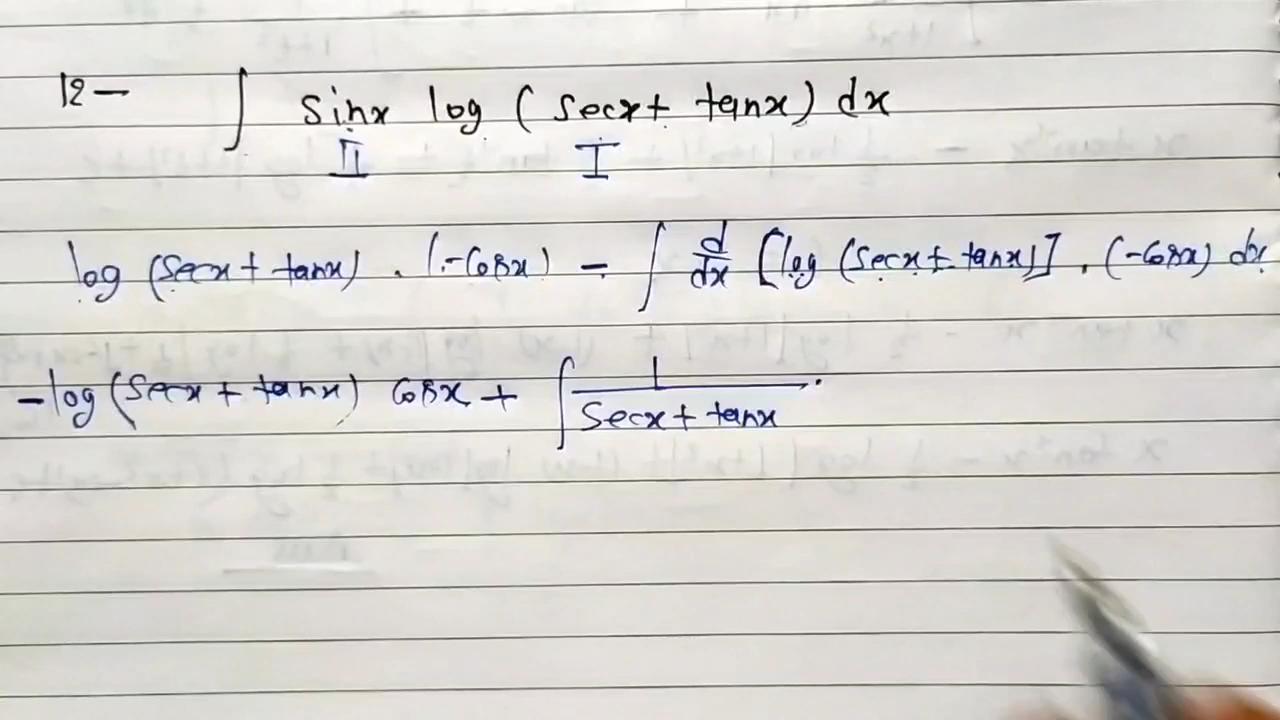 12- ∫ sinx log (secx + tanx) dx
II I
log (secx + tanx) . (-cosx) - ∫ d/dx [log (secx + tanx)] . (-cosx) dx
-log (secx + tanx) cosx + ∫ 1/(secx + tanx) .